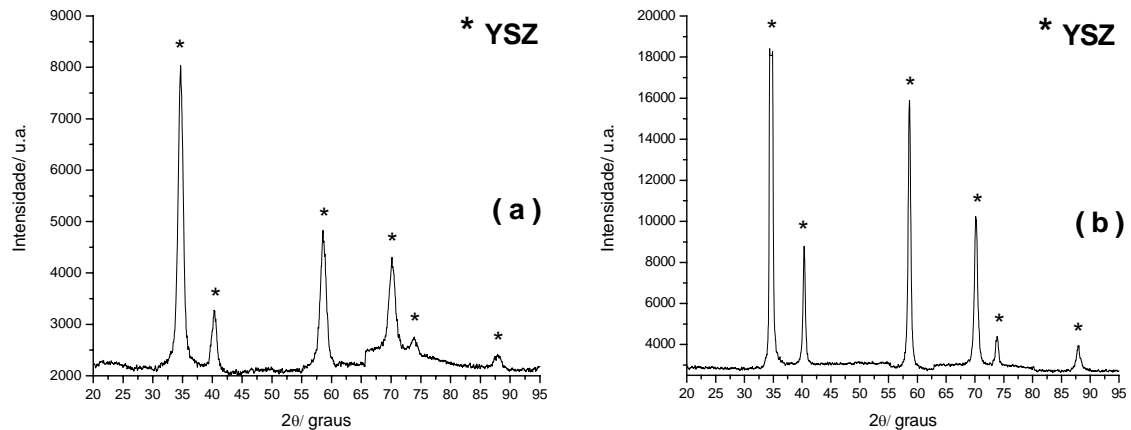 * YSZ
( a )
Intensidade/ u.a.
9000
8000
7000
6000
5000
4000
3000
2000
* * * * * *
20 25 30 35 40 45 50 55 60 65 70 75 80 85 90 95
2θ/ graus
* YSZ
( b )
Intensidade/ u.a.
20000
18000
16000
14000
12000
10000
8000
6000
4000
* * * * * *
20 25 30 35 40 45 50 55 60 65 70 75 80 85 90 95
2θ/ graus